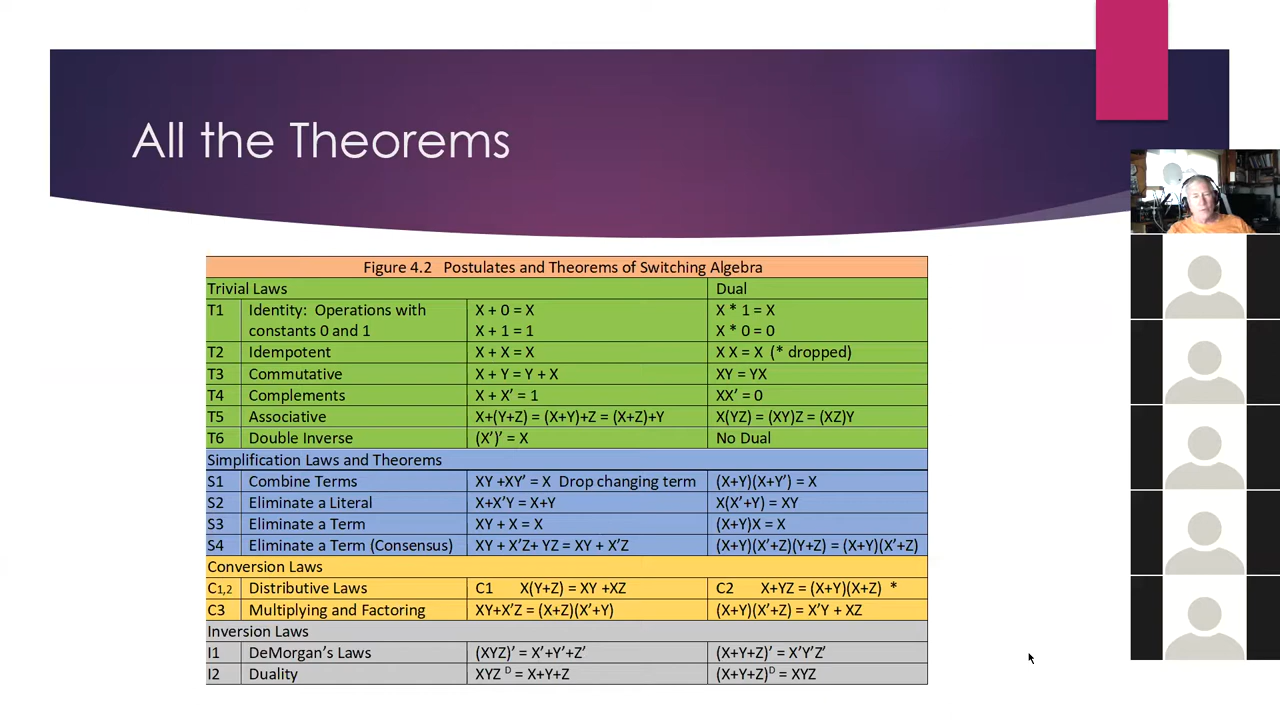 All the Theorems
Figure 4.2 Postulates and Theorems of Switching Algebra
Trivial Laws Dual
T1 Identity: Operations with constants 0 and 1 X + 0 = X X * 1 = X
X + 1 = 1 X * 0 = 0
T2 Idempotent X + X = X X X = X (* dropped)
T3 Commutative X + Y = Y + X XY = YX
T4 Complements X + X’ = 1 XX’ = 0
T5 Associative X+(Y+Z) = (X+Y)+Z = (X+Z)+Y X(YZ) = (XY)Z = (XZ)Y
T6 Double Inverse (X’)’ = X No Dual
Simplification Laws and Theorems
S1 Combine Terms XY +XY’ = X Drop changing term (X+Y)(X+Y’) = X
S2 Eliminate a Literal X+X’Y = X+Y X(X’+Y) = XY
S3 Eliminate a Term XY + X = X (X+Y)X = X
S4 Eliminate a Term (Consensus) XY + X’Z+ YZ = XY + X’Z (X+Y)(X’+Z)(Y+Z) = (X+Y)(X’+Z)
Conversion Laws
C1,2 Distributive Laws C1 X(Y+Z) = XY +XZ C2 X+YZ = (X+Y)(X+Z) *
C3 Multiplying and Factoring XY+X’Z = (X+Z)(X’+Y) (X+Y)(X’+Z) = X’Y + XZ
Inversion Laws
I1 DeMorgan’s Laws (XYZ)’ = X’+Y’+Z’ (X+Y+Z)’ = X’Y’Z’
I2 Duality XYZ ᴰ = X+Y+Z (X+Y+Z)ᴰ = XYZ